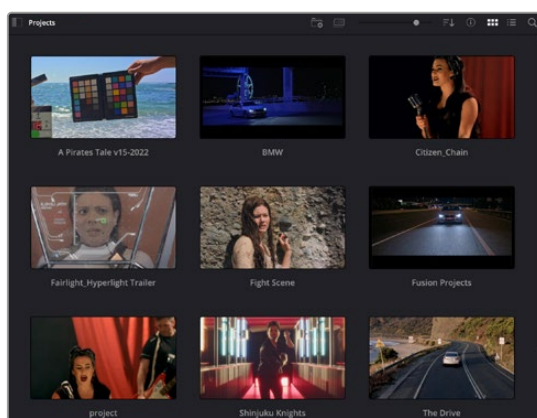 Projects
A Pirates Tale v15-2022
BMW
Citizen_Chain
Fairlight_Hyperlight Trailer
Fight Scene
Fusion Projects
project
Shinjuku Knights
The Drive